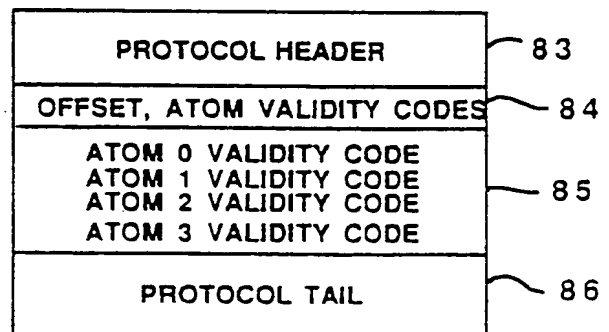 PROTOCOL HEADER 83
OFFSET, ATOM VALIDITY CODES 84
ATOM 0 VALIDITY CODE
ATOM 1 VALIDITY CODE
ATOM 2 VALIDITY CODE 85
ATOM 3 VALIDITY CODE
PROTOCOL TAIL 86